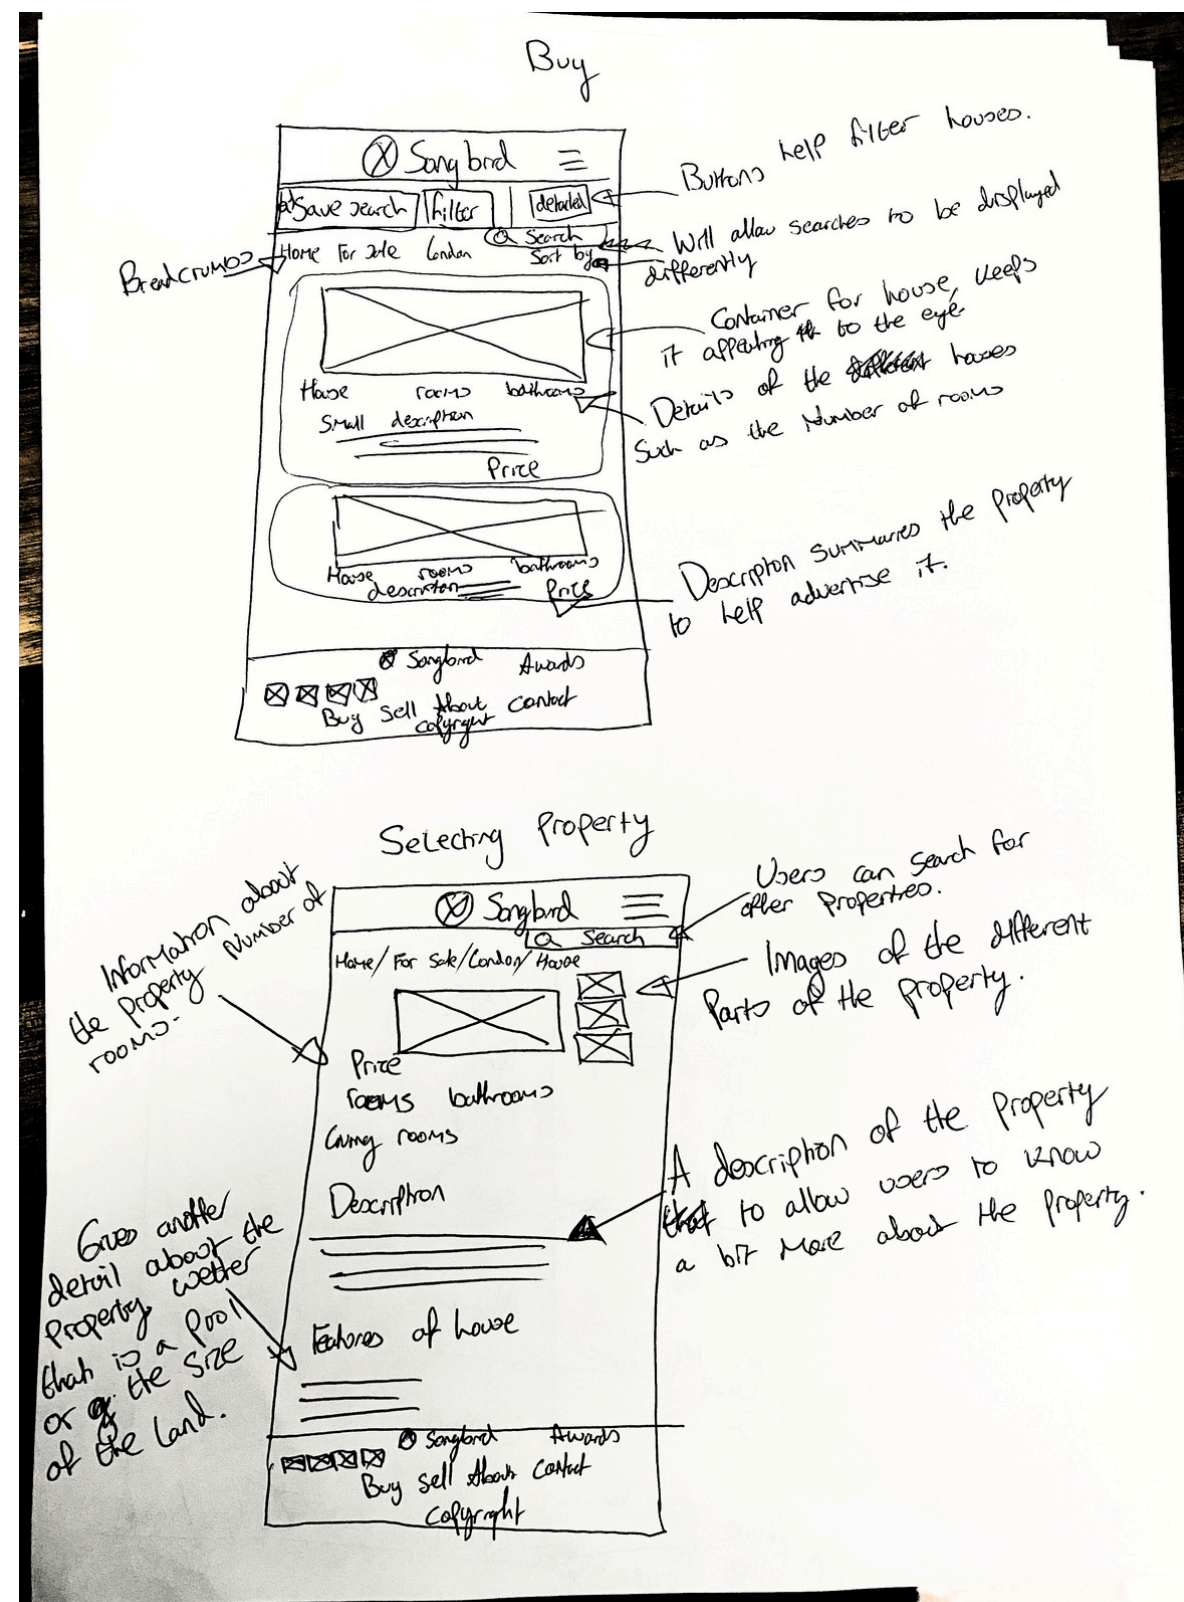 Buy
Songbird
Save search
filter
detailed
Buttons help filter houses.
Search
Home For sale London
Sort by
Breadcrumbs
Will allow searches to be displayed
differently
Container for house, keeps
it appealing to the eye.
House rooms bathrooms
Small description
Price
Details of the houses
Such as the Number of rooms
House rooms bathrooms
description
Price
Description summaries the Property
to help advertise it.
Songbird Awards
Buy Sell About Contact
copyright
Selecting Property
Songbird
Search
Home/ For Sale/London/ House
Users can search for
other Properties.
Images of the different
Parts of the property.
Information about
the property Number of
rooms.
Price
rooms bathrooms
Living rooms
Description
A description of the Property
to allow users to know
a bit more about the Property.
Gives another
detail about the
Property, wetter
that is a Pool
or the size
of the Land.
Features of house
Songbird Awards
Buy Sell About Contact
copyright